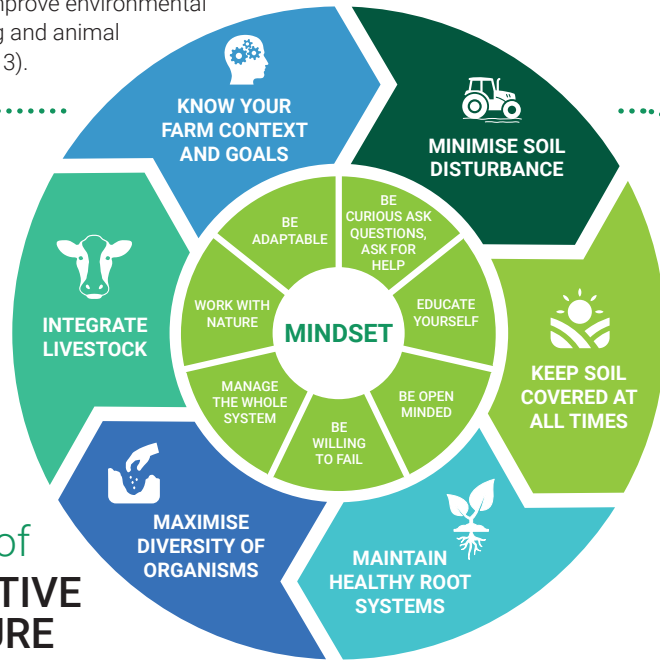 nprove environmental
g and animal
3).
KNOW YOUR
FARM CONTEXT
AND GOALS
MINIMISE SOIL
DISTURBANCE
KEEP SOIL
COVERED AT
ALL TIMES
MAINTAIN
HEALTHY ROOT
SYSTEMS
MAXIMISE
DIVERSITY OF
ORGANISMS
INTEGRATE
LIVESTOCK
BE
CURIOUS ASK
QUESTIONS,
ASK FOR
HELP
EDUCATE
YOURSELF
BE OPEN
MINDED
BE
WILLING
TO FAIL
MANAGE
THE WHOLE
SYSTEM
WORK WITH
NATURE
BE
ADAPTABLE
MINDSET
of
TIVE
URE